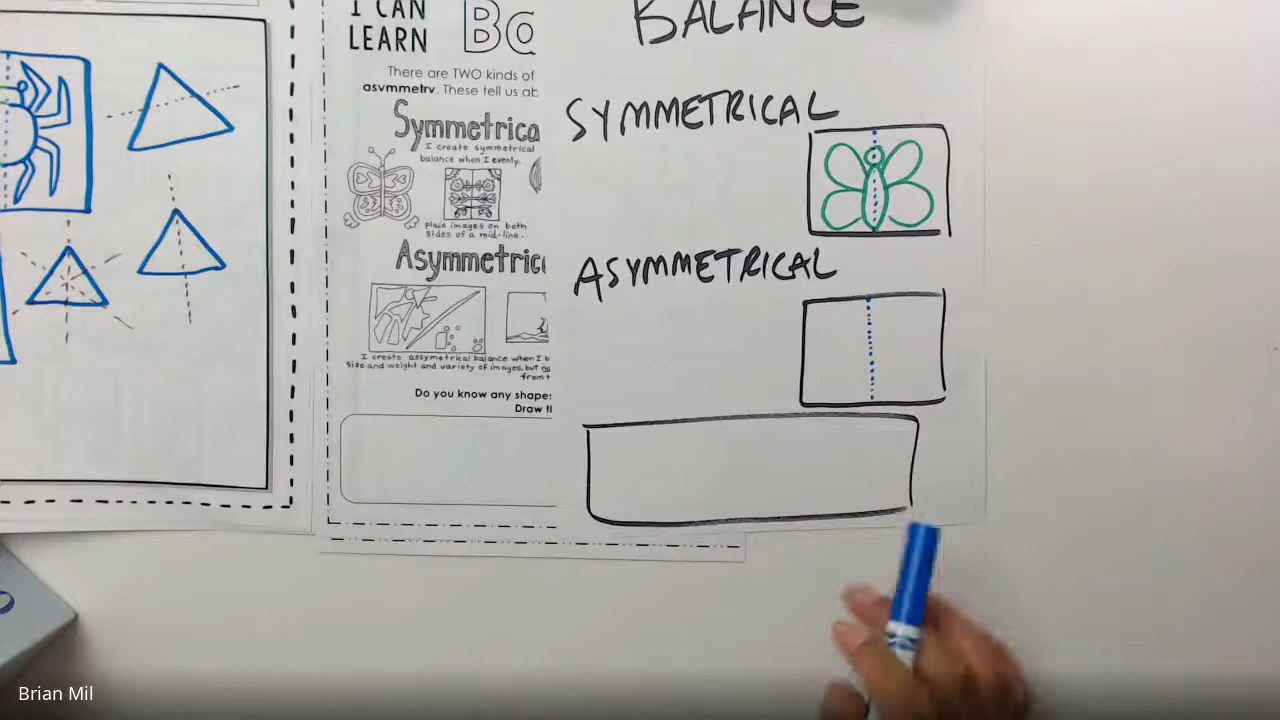 I CAN
LEARN
Ba
There are TWO kinds of
asymmetry. These tell us ab
Symmetrica
I create symmetrical
balance when I evenly.
place images on both
sides of a mid-line.
Asymmetric
I create assymetrical balance when I b
size and weight and variety of images, but no
from t
Do you know any shape
Draw t
BALANCE
SYMMETRICAL
ASYMMETRICAL
Brian Mil